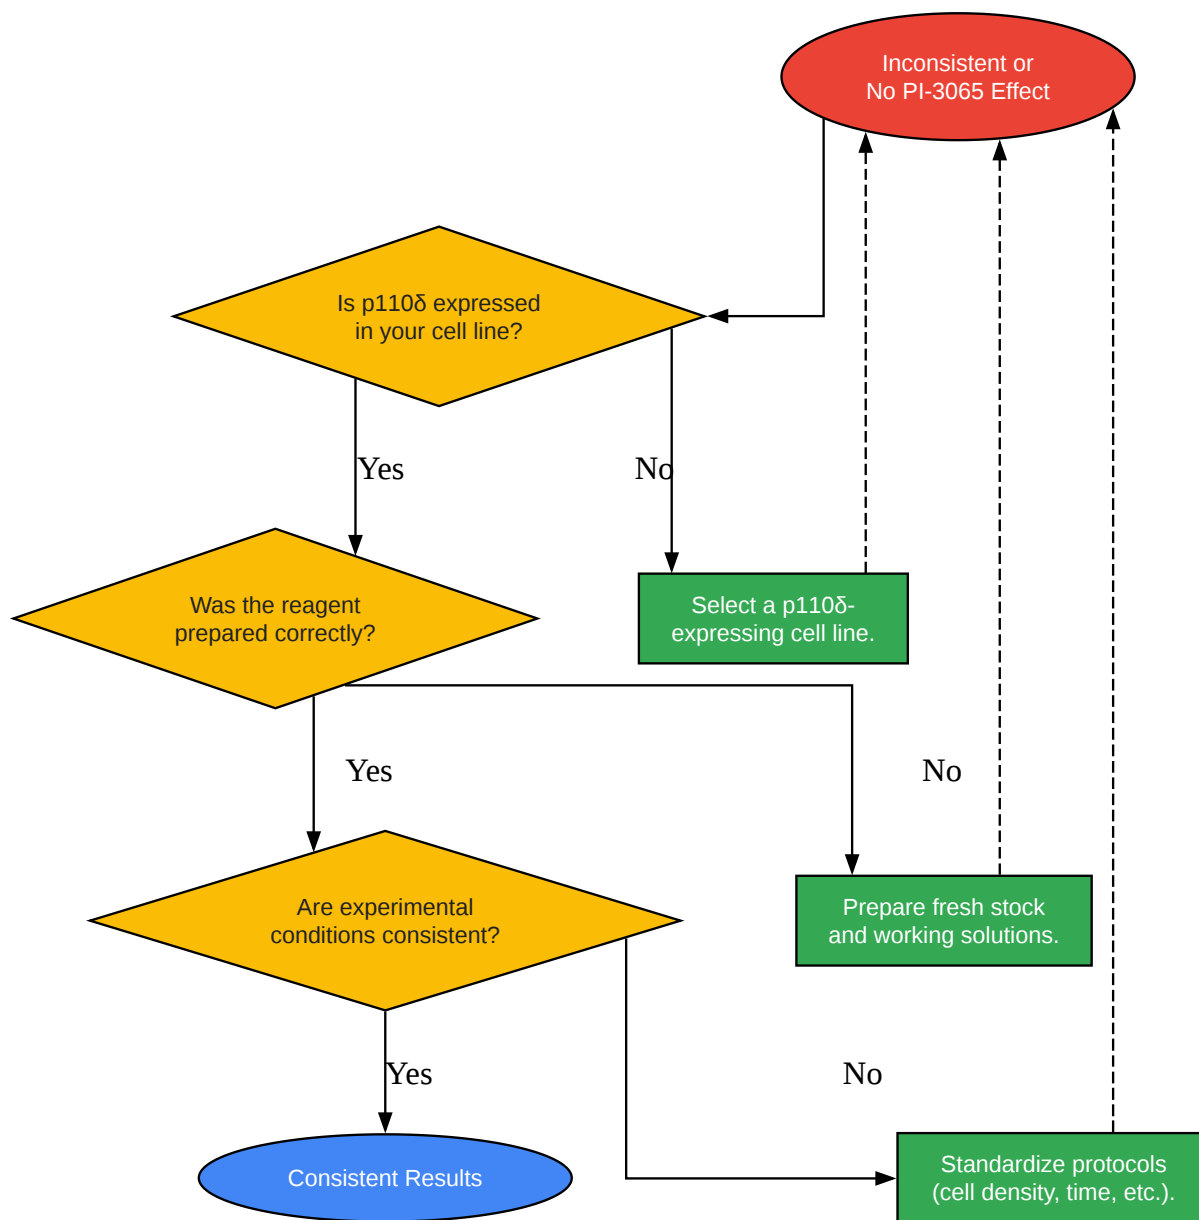 Inconsistent or
No PI-3065 Effect
Is p110δ expressed
in your cell line?
Yes
No
Was the reagent
prepared correctly?
Select a p110δ-
expressing cell line.
Yes
No
Are experimental
conditions consistent?
Prepare fresh stock
and working solutions.
Yes
No
Consistent Results
Standardize protocols
(cell density, time, etc.).